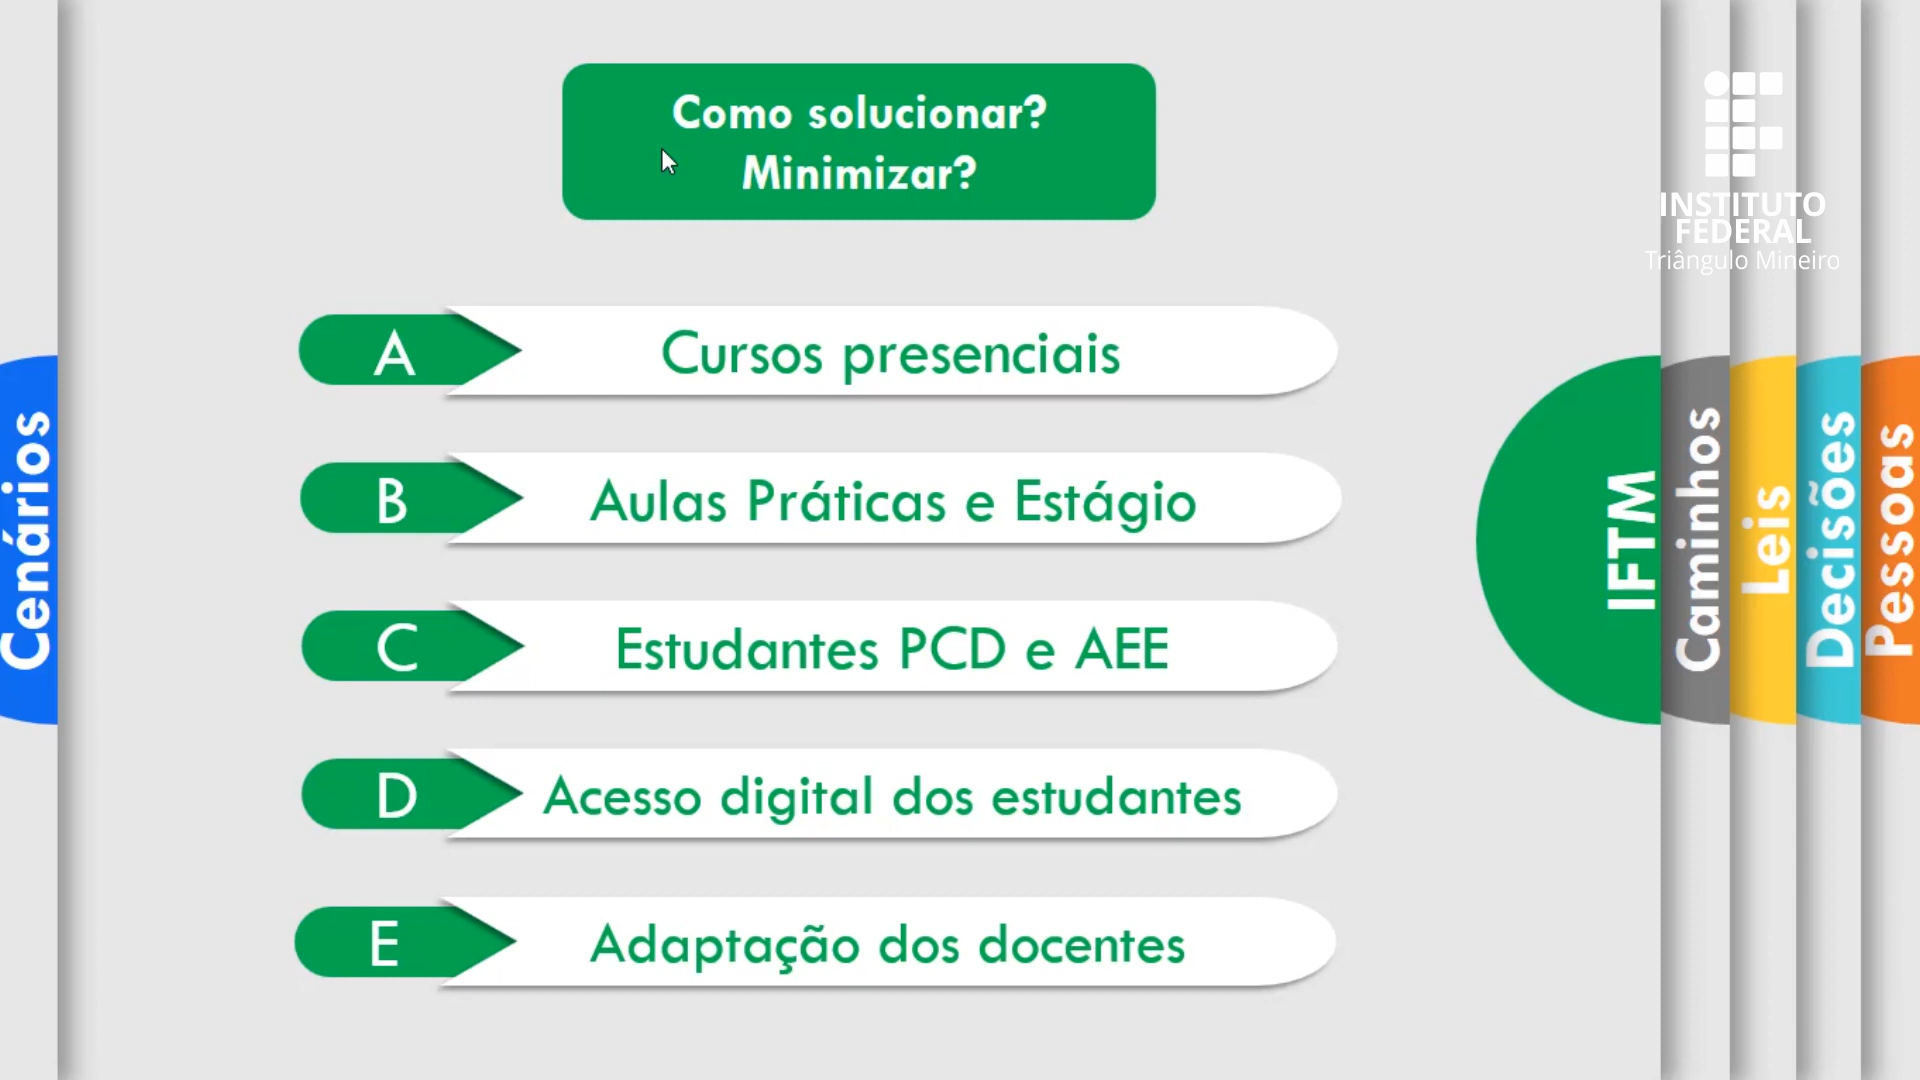 Como solucionar?
Minimizar?
INSTITUTO
FEDERAL
Triângulo Mineiro
A
Cursos presenciais
B
Aulas Práticas e Estágio
C
Estudantes PCD e AEE
D
Acesso digital dos estudantes
E
Adaptação dos docentes
Cenários
IFTM
Caminhos
Leis
Decisões
Pessoas